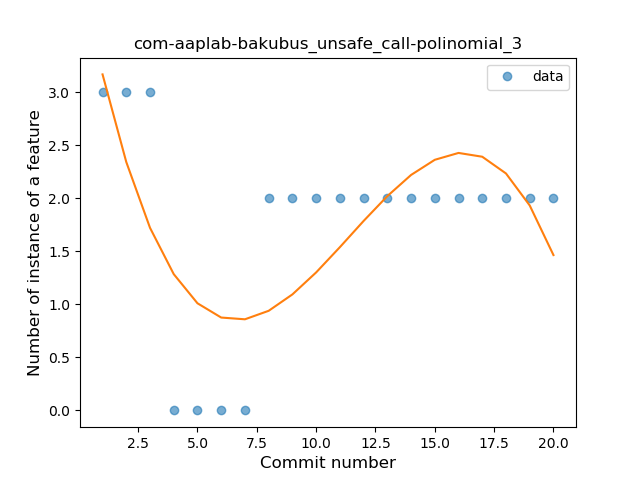 com-aaplab-bakubus_unsafe_call-polinomial_3
data
Number of instance of a feature
3.0
2.5
2.0
1.5
1.0
0.5
0.0
2.5 5.0 7.5 10.0 12.5 15.0 17.5 20.0
Commit number